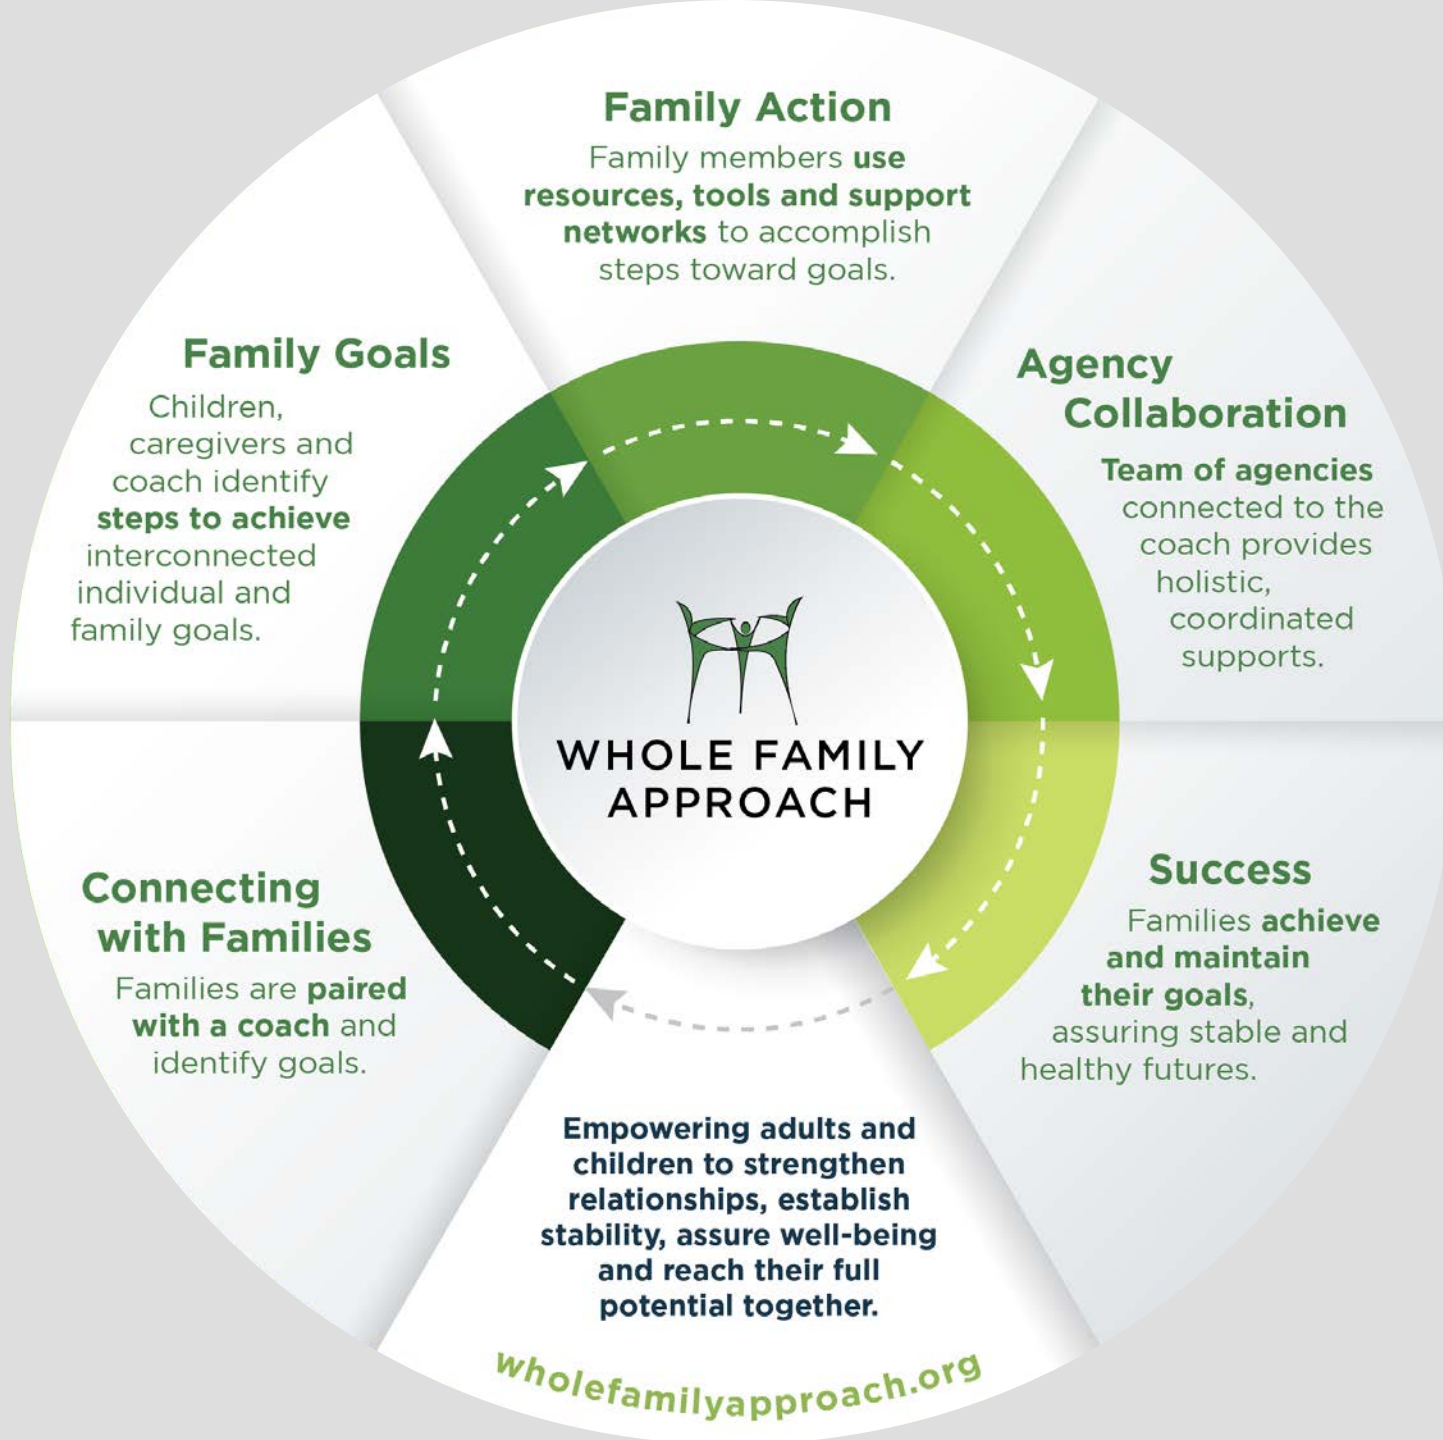 Family Action
Family members use
resources, tools and support
networks to accomplish
steps toward goals.
Family Goals
Children,
caregivers and
coach identify
steps to achieve
interconnected
individual and
family goals.
Agency
Collaboration
Team of agencies
connected to the
coach provides
holistic,
coordinated
supports.
WHOLE FAMILY
APPROACH
Connecting
with Families
Families are paired
with a coach and
identify goals.
Success
Families achieve
and maintain
their goals,
assuring stable and
healthy futures.
Empowering adults and
children to strengthen
relationships, establish
stability, assure well-being
and reach their full
potential together.
wholefamilyapproach.org